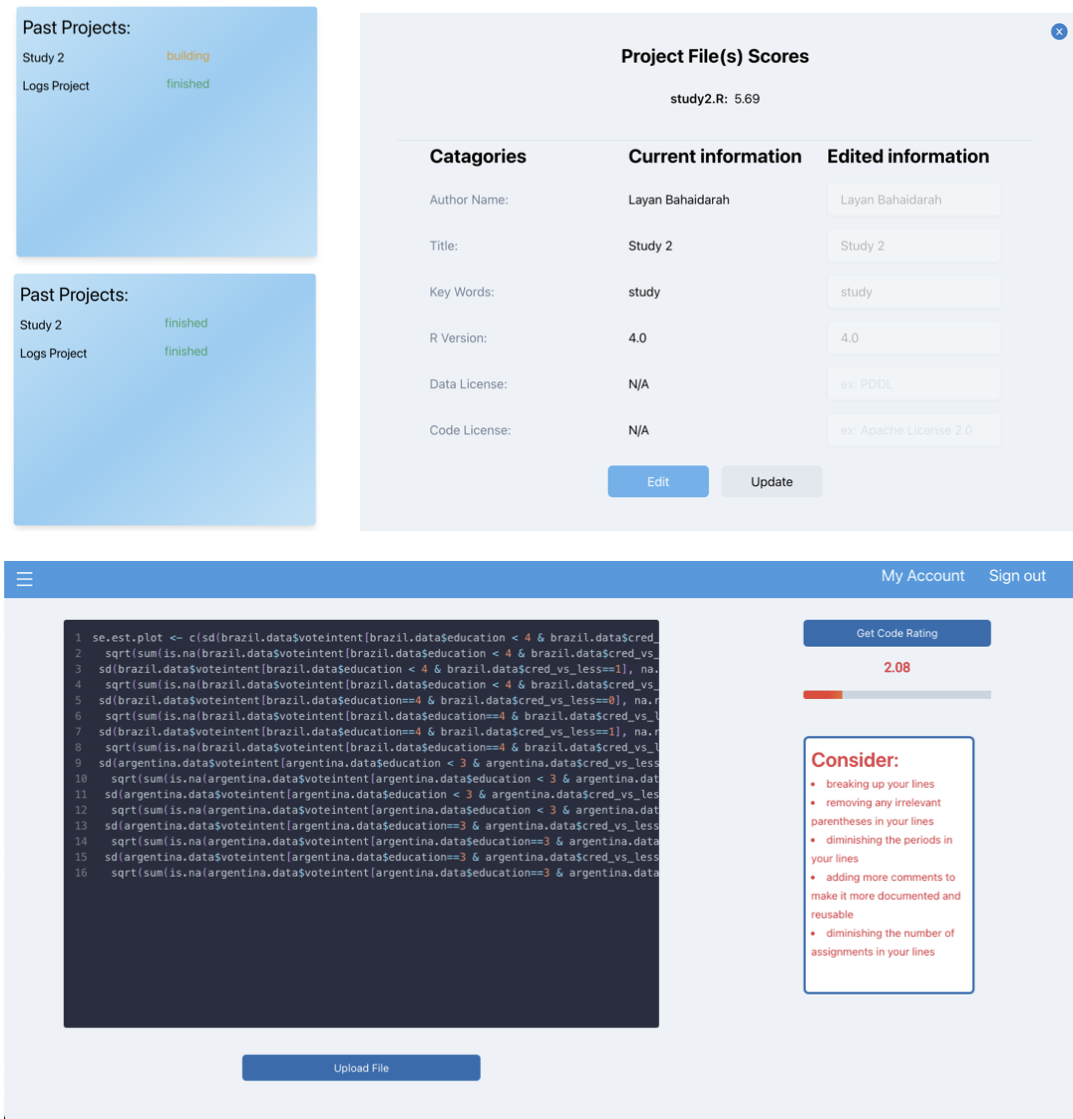 Past Projects:
Study 2 building
Logs Project finished
Past Projects:
Study 2 finished
Logs Project finished
x
Project File(s) Scores
study2.R: 5.69
Catagories Current information Edited information
Author Name: Layan Bahaidarah Layan Bahaidarah
Title: Study 2 Study 2
Key Words: study study
R Version: 4.0 4.0
Data License: N/A ex: PDDL
Code License: N/A ex: Apache License 2.0
Edit Update
My Account Sign out
1 se.est.plot <- c(sd(brazil.data$voteintent[brazil.data$education < 4 & brazil.data$cred_
2 sqrt(sum(is.na(brazil.data$voteintent[brazil.data$education < 4 & brazil.data$cred_vs_
3 sd(brazil.data$voteintent[brazil.data$education < 4 & brazil.data$cred_vs_less==1], na.
4 sqrt(sum(is.na(brazil.data$voteintent[brazil.data$education < 4 & brazil.data$cred_vs_
5 sd(brazil.data$voteintent[brazil.data$education==4 & brazil.data$cred_vs_less==0], na.r
6 sqrt(sum(is.na(brazil.data$voteintent[brazil.data$education==4 & brazil.data$cred_vs_l
7 sd(brazil.data$voteintent[brazil.data$education==4 & brazil.data$cred_vs_less==1], na.r
8 sqrt(sum(is.na(brazil.data$voteintent[brazil.data$education==4 & brazil.data$cred_vs_l
9 sd(argentina.data$voteintent[argentina.data$education < 3 & argentina.data$cred_vs_less
10 sqrt(sum(is.na(argentina.data$voteintent[argentina.data$education < 3 & argentina.dat
11 sd(argentina.data$voteintent[argentina.data$education < 3 & argentina.data$cred_vs_les
12 sqrt(sum(is.na(argentina.data$voteintent[argentina.data$education < 3 & argentina.dat
13 sd(argentina.data$voteintent[argentina.data$education==3 & argentina.data$cred_vs_less
14 sqrt(sum(is.na(argentina.data$voteintent[argentina.data$education==3 & argentina.data
15 sd(argentina.data$voteintent[argentina.data$education==3 & argentina.data$cred_vs_less
16 sqrt(sum(is.na(argentina.data$voteintent[argentina.data$education==3 & argentina.data
Upload File
Get Code Rating
2.08
Consider:
• breaking up your lines
• removing any irrelevant
parentheses in your lines
• diminishing the periods in
your lines
• adding more comments to
make it more documented and
reusable
• diminishing the number of
assignments in your lines